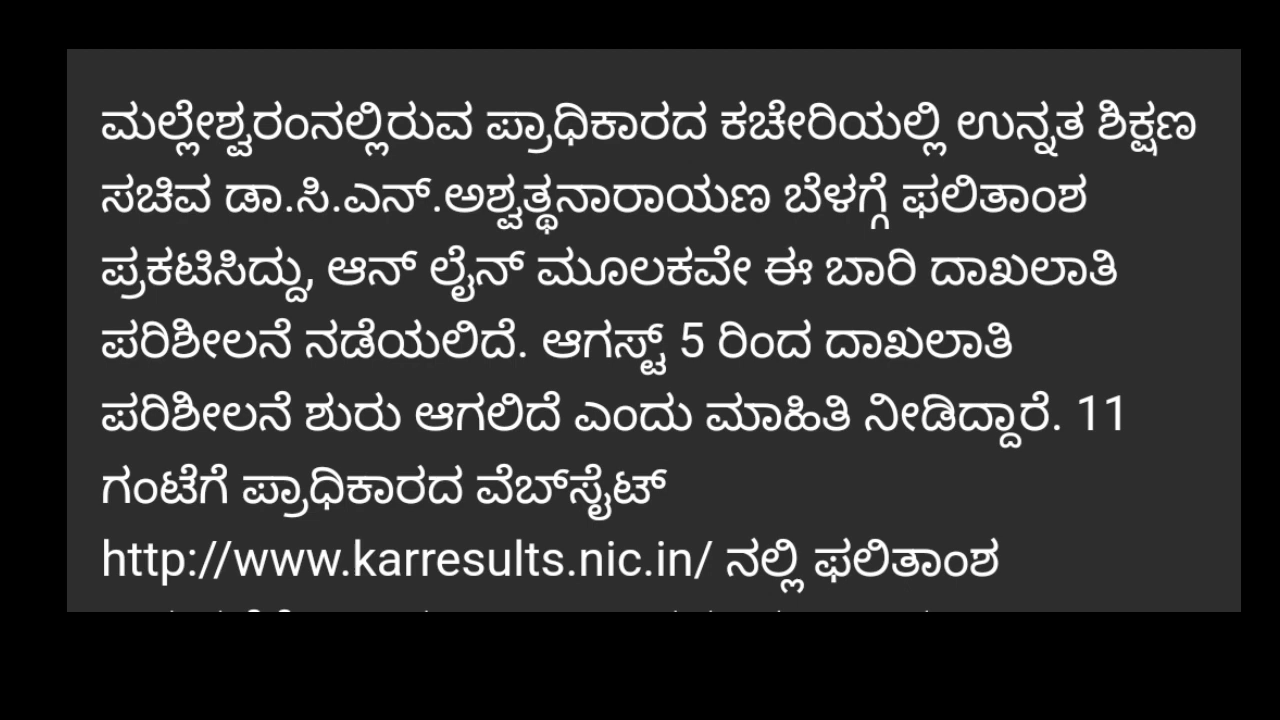 ಮಲ್ಲೇಶ್ವರಂನಲ್ಲಿರುವ ಪ್ರಾಧಿಕಾರದ ಕಚೇರಿಯಲ್ಲಿ ಉನ್ನತ ಶಿಕ್ಷಣ
ಸಚಿವ ಡಾ.ಸಿ.ಎನ್.ಅಶ್ವತ್ಥನಾರಾಯಣ ಬೆಳಗ್ಗೆ ಫಲಿತಾಂಶ
ಪ್ರಕಟಿಸಿದ್ದು, ಆನ್ ಲೈನ್ ಮೂಲಕವೇ ಈ ಬಾರಿ ದಾಖಲಾತಿ
ಪರಿಶೀಲನೆ ನಡೆಯಲಿದೆ. ಆಗಸ್ಟ್ 5 ರಿಂದ ದಾಖಲಾತಿ
ಪರಿಶೀಲನೆ ಶುರು ಆಗಲಿದೆ ಎಂದು ಮಾಹಿತಿ ನೀಡಿದ್ದಾರೆ. 11
ಗಂಟೆಗೆ ಪ್ರಾಧಿಕಾರದ ವೆಬ್‌ಸೈಟ್
http://www.karresults.nic.in/ ನಲ್ಲಿ ಫಲಿತಾಂಶ